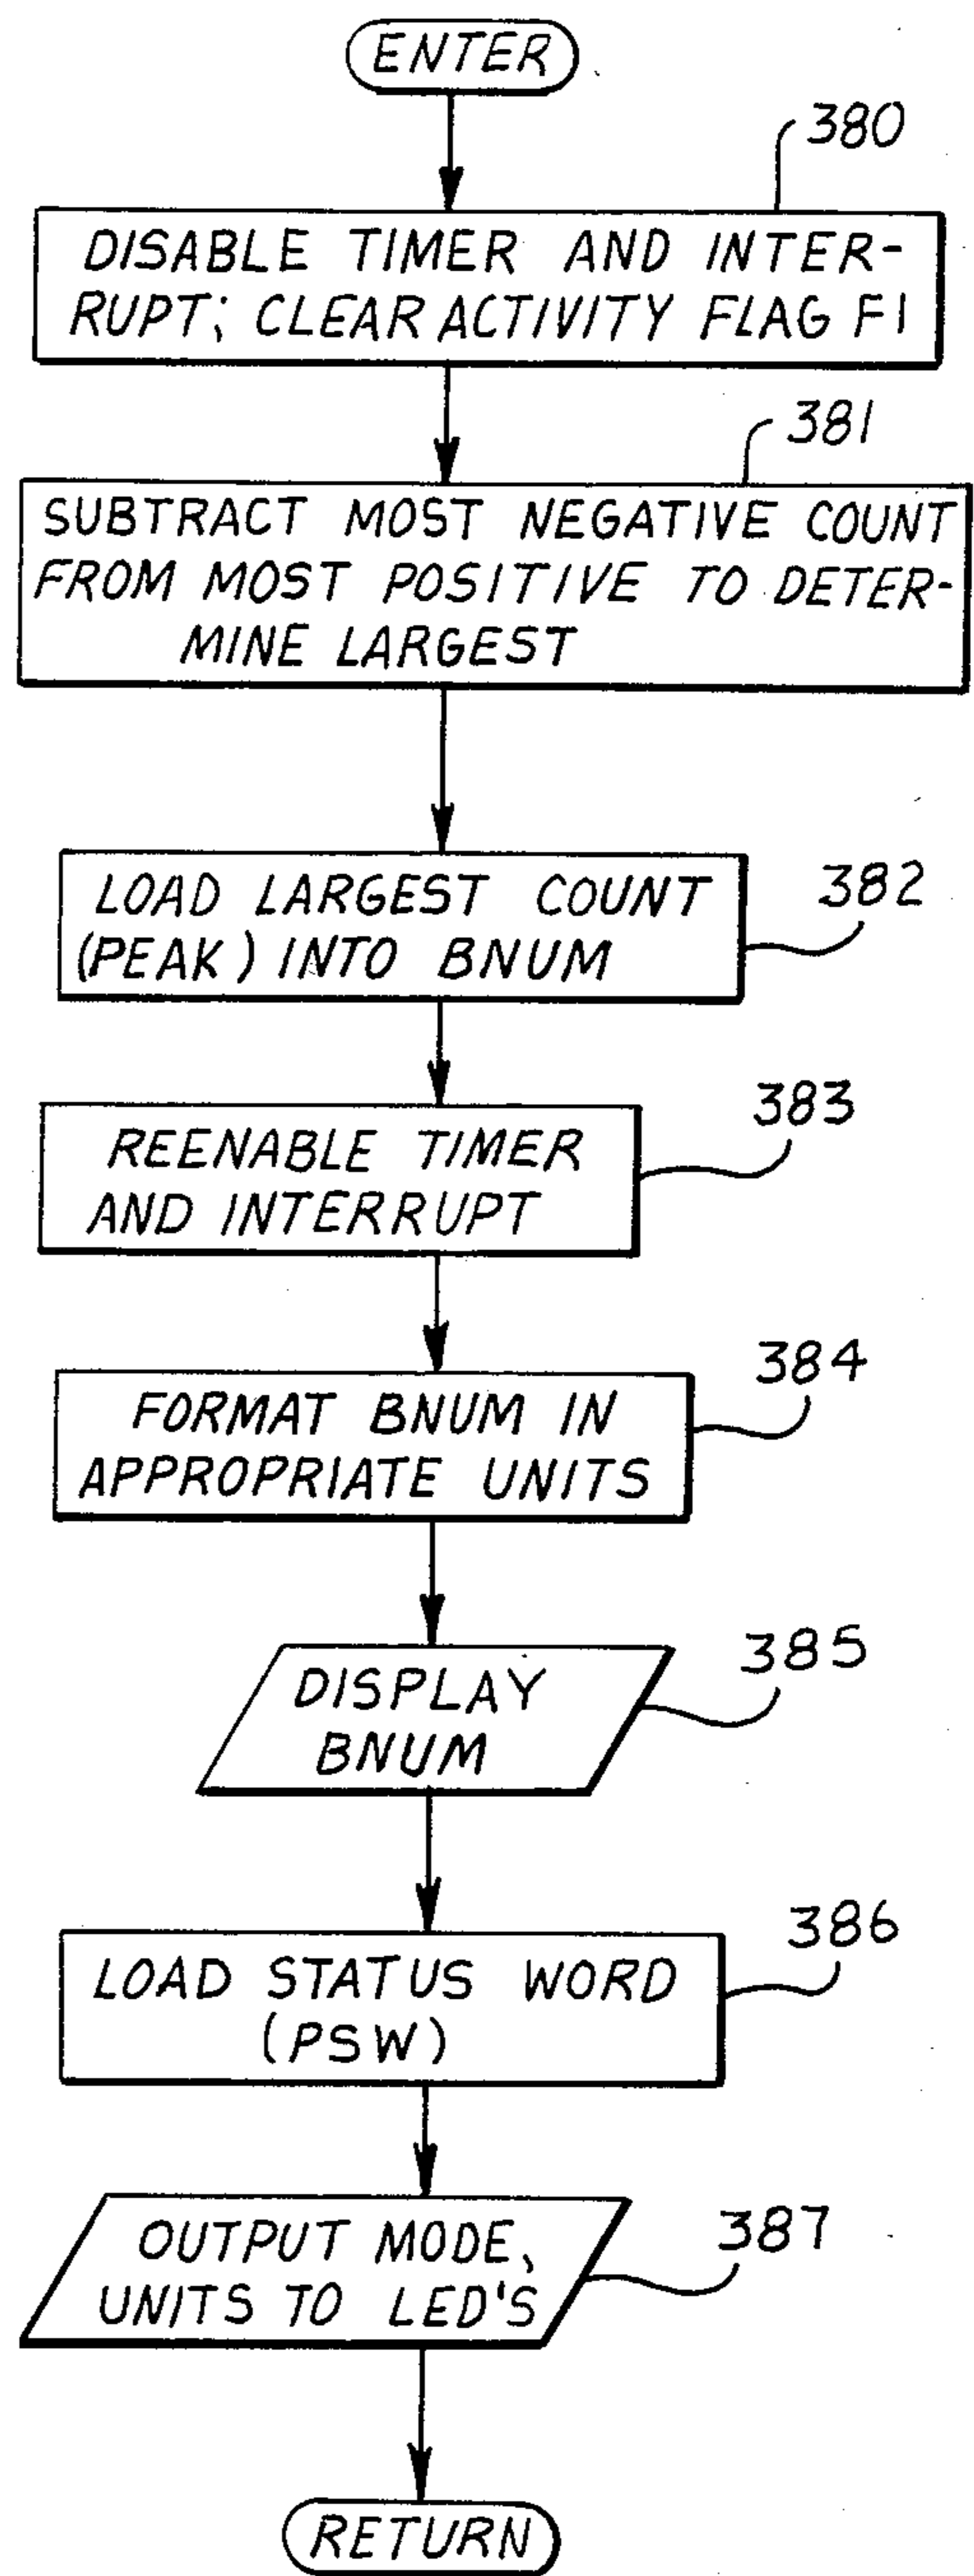 ENTER
380
DISABLE TIMER AND INTER-
RUPT; CLEAR ACTIVITY FLAG F1
381
SUBTRACT MOST NEGATIVE COUNT
FROM MOST POSITIVE TO DETER-
MINE LARGEST
382
LOAD LARGEST COUNT
(PEAK) INTO BNUM
383
REENABLE TIMER
AND INTERRUPT
384
FORMAT BNUM IN
APPROPRIATE UNITS
385
DISPLAY
BNUM
386
LOAD STATUS WORD
(PSW)
387
OUTPUT MODE,
UNITS TO LED'S
RETURN